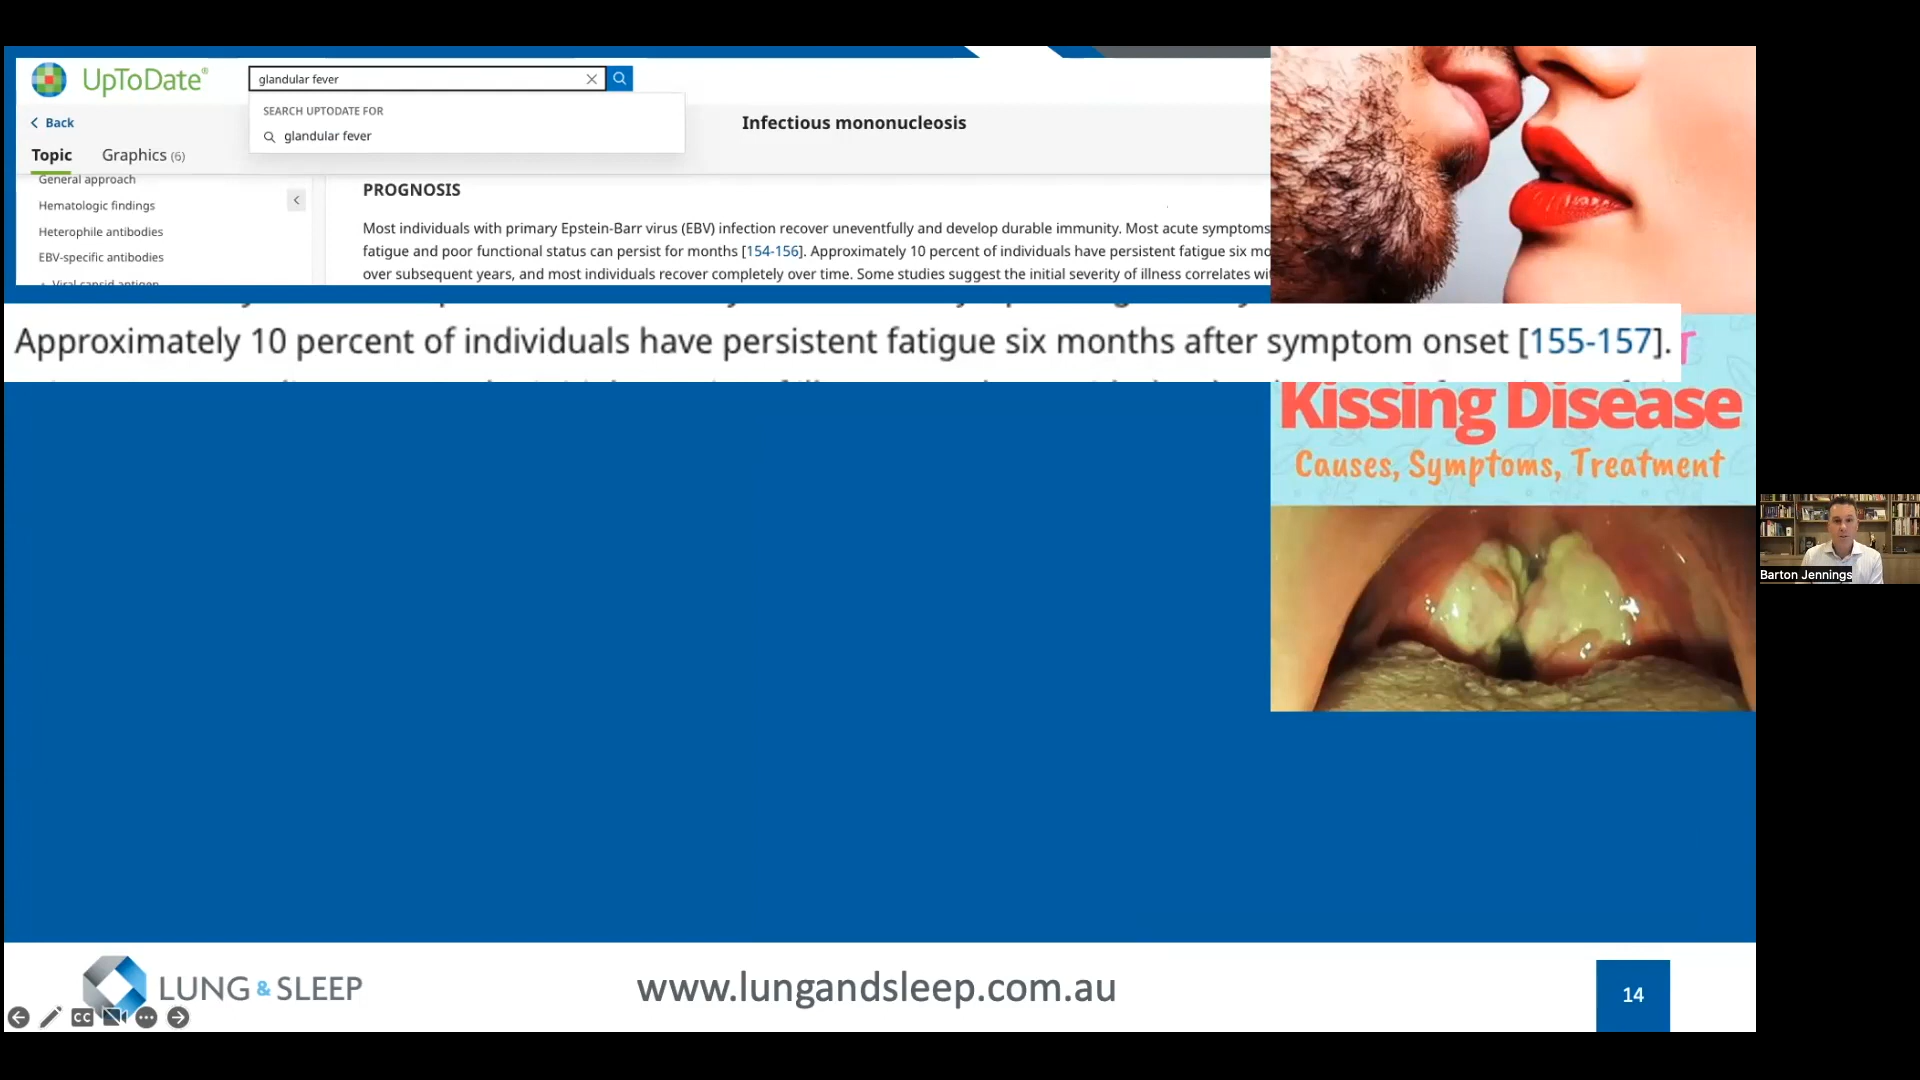 UpToDate®
glandular fever
SEARCH UPTODATE FOR
glandular fever
Back
Infectious mononucleosis
Topic
Graphics (6)
General approach
Hematologic findings
Heterophile antibodies
EBV-specific antibodies
Viral capsid antigen
PROGNOSIS
Most individuals with primary Epstein-Barr virus (EBV) infection recover uneventfully and develop durable immunity. Most acute symptoms
fatigue and poor functional status can persist for months [154-156]. Approximately 10 percent of individuals have persistent fatigue six mo
over subsequent years, and most individuals recover completely over time. Some studies suggest the initial severity of illness correlates wi
Approximately 10 percent of individuals have persistent fatigue six months after symptom onset [155-157].
Kissing Disease
Causes, Symptoms, Treatment
Barton Jennings
LUNG & SLEEP
www.lungandsleep.com.au
14
CC